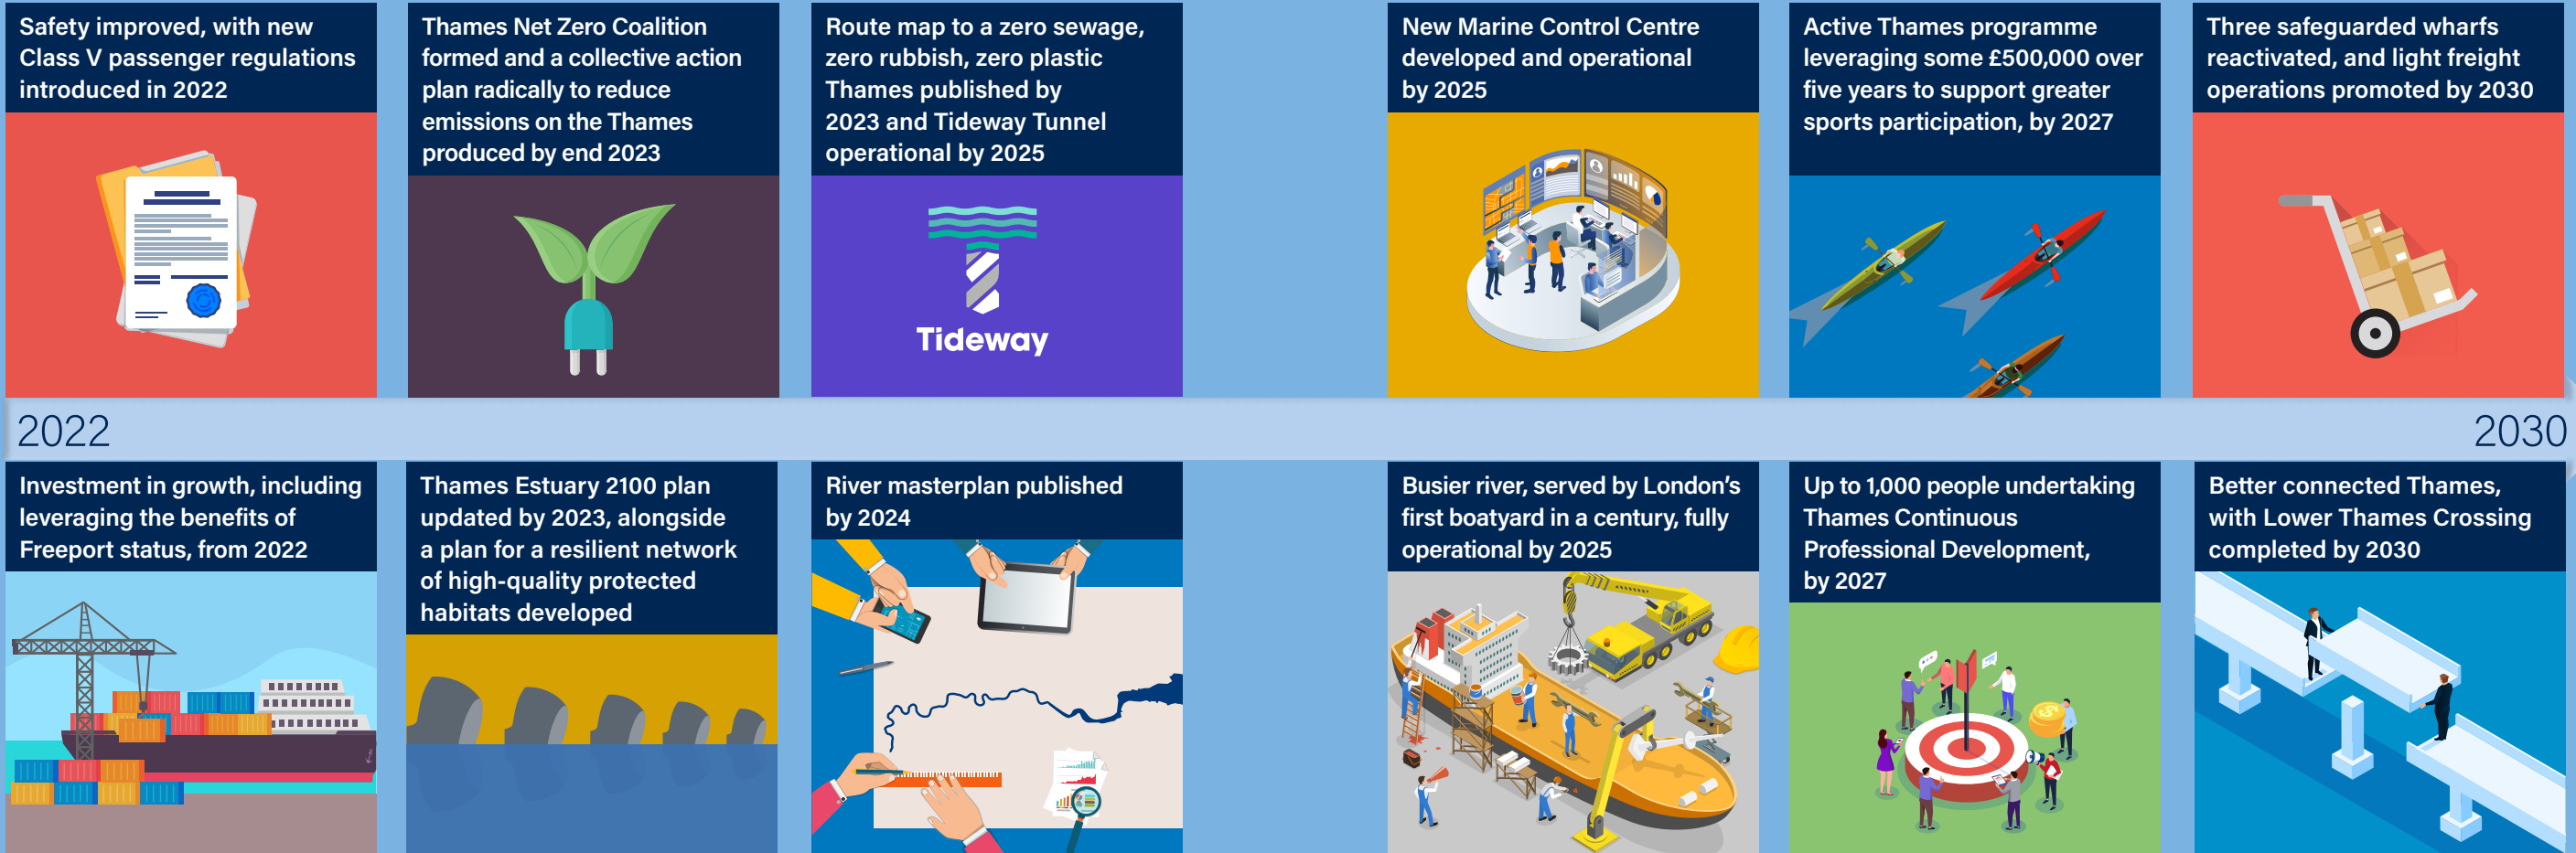 Safety improved, with new
Class V passenger regulations
introduced in 2022
Thames Net Zero Coalition
formed and a collective action
plan radically to reduce
emissions on the Thames
produced by end 2023
Route map to a zero sewage,
zero rubbish, zero plastic
Thames published by
2023 and Tideway Tunnel
operational by 2025
Tideway
New Marine Control Centre
developed and operational
by 2025
Active Thames programme
leveraging some £500,000 over
five years to support greater
sports participation, by 2027
Three safeguarded wharfs
reactivated, and light freight
operations promoted by 2030
2022
2030
Investment in growth, including
leveraging the benefits of
Freeport status, from 2022
Thames Estuary 2100 plan
updated by 2023, alongside
a plan for a resilient network
of high-quality protected
habitats developed
River masterplan published
by 2024
Busier river, served by London’s
first boatyard in a century, fully
operational by 2025
Up to 1,000 people undertaking
Thames Continuous
Professional Development,
by 2027
Better connected Thames,
with Lower Thames Crossing
completed by 2030